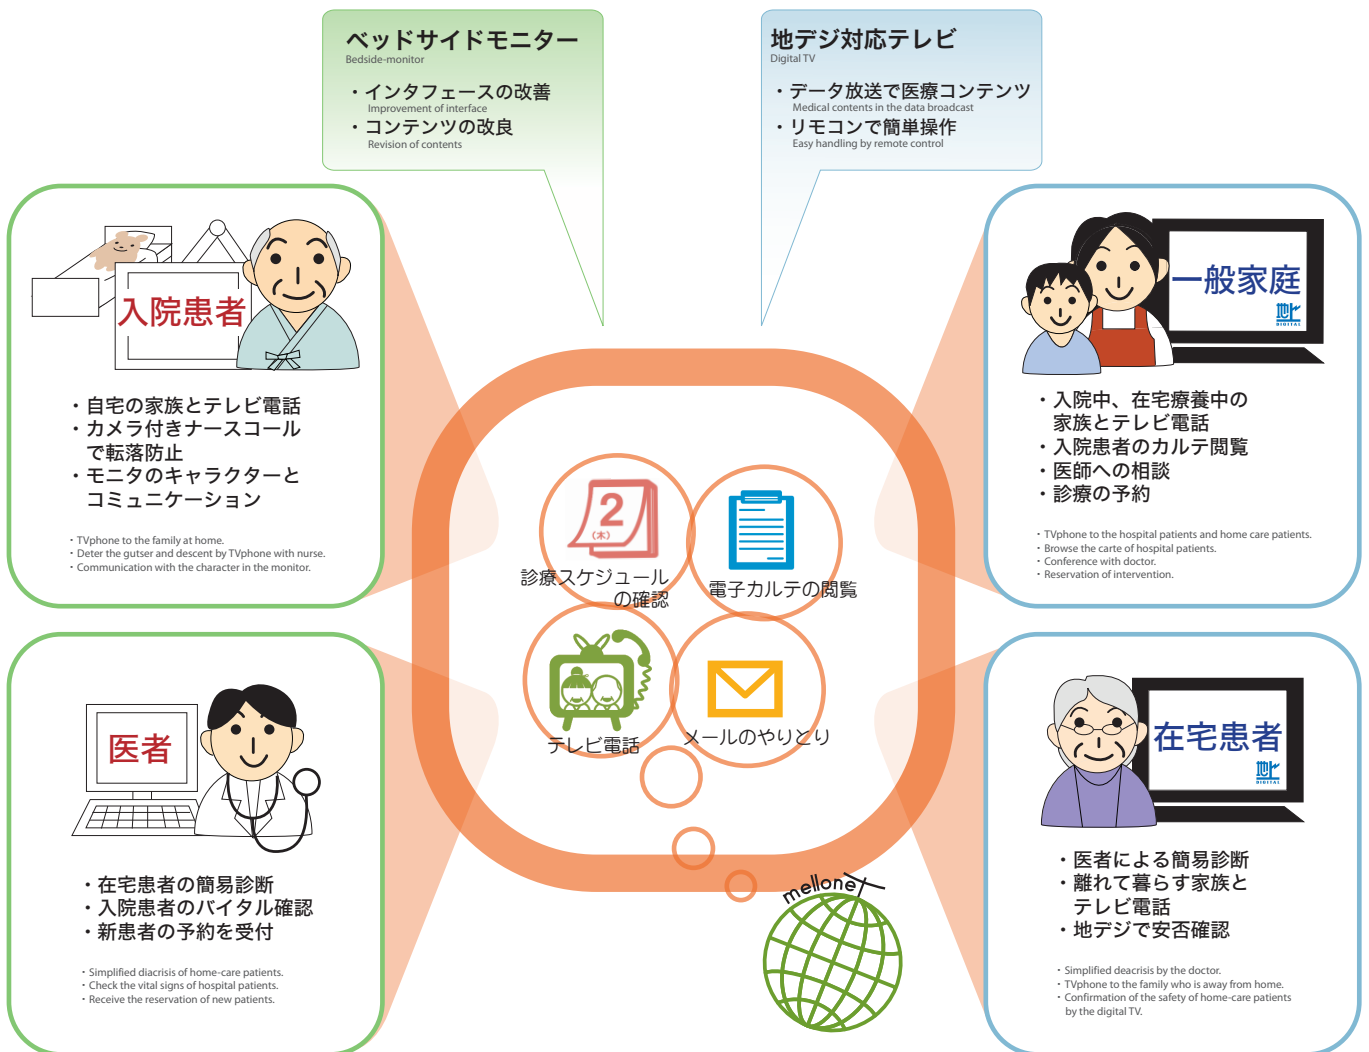 ベッドサイドモニター
Bedside-monitor
・インタフェースの改善
Improvement of interface
・コンテンツの改良
Revision of contents
地デジ対応テレビ
Digital TV
・データ放送で医療コンテンツ
Medical contents in the data broadcast
・リモコンで簡単操作
Easy handling by remote control
入院患者
・自宅の家族とテレビ電話
・カメラ付きナースコール
で転落防止
・モニタのキャラクターと
コミュニケーション
・TVphone to the family at home.
・Deter the gutser and descent by TVphone with nurse.
・Communication with the character in the monitor.
一般家庭
地デジ
DIGITAL
・入院中、在宅療養中の
家族とテレビ電話
・入院患者のカルテ閲覧
・医師への相談
・診療の予約
・TVphone to the hospital patients and home care patients.
・Browse the carte of hospital patients.
・Conference with doctor.
・Reservation of intervention.
2
(木)
診療スケジュール
の確認
電子カルテの閲覧
テレビ電話
メールのやりとり
mellonet
医者
・在宅患者の簡易診断
・入院患者のバイタル確認
・新患者の予約を受付
・Simplified diacrisis of home-care patients.
・Check the vital signs of hospital patients.
・Receive the reservation of new patients.
在宅患者
地デジ
DIGITAL
・医者による簡易診断
・離れて暮らす家族と
テレビ電話
・地デジで安否確認
・Simplified deacrisis by the doctor.
・TVphone to the family who is away from home.
・Confirmation of the safety of home-care patients
by the digital TV.